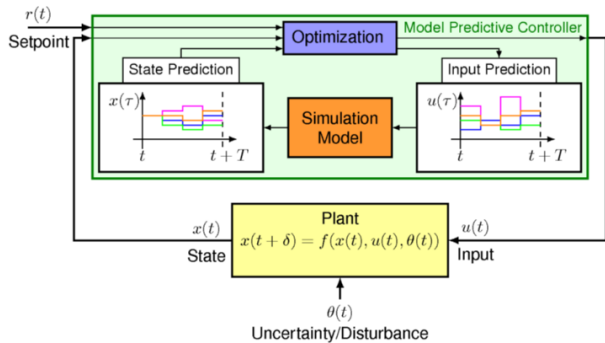 r(t)
Setpoint
Optimization
Model Predictive Controller
State Prediction
Input Prediction
x(τ)
t
t + T
Simulation
Model
u(τ)
t
t + T
x(t)
State
Plant
x(t + δ) = f(x(t), u(t), θ(t))
u(t)
Input
θ(t)
Uncertainty/Disturbance